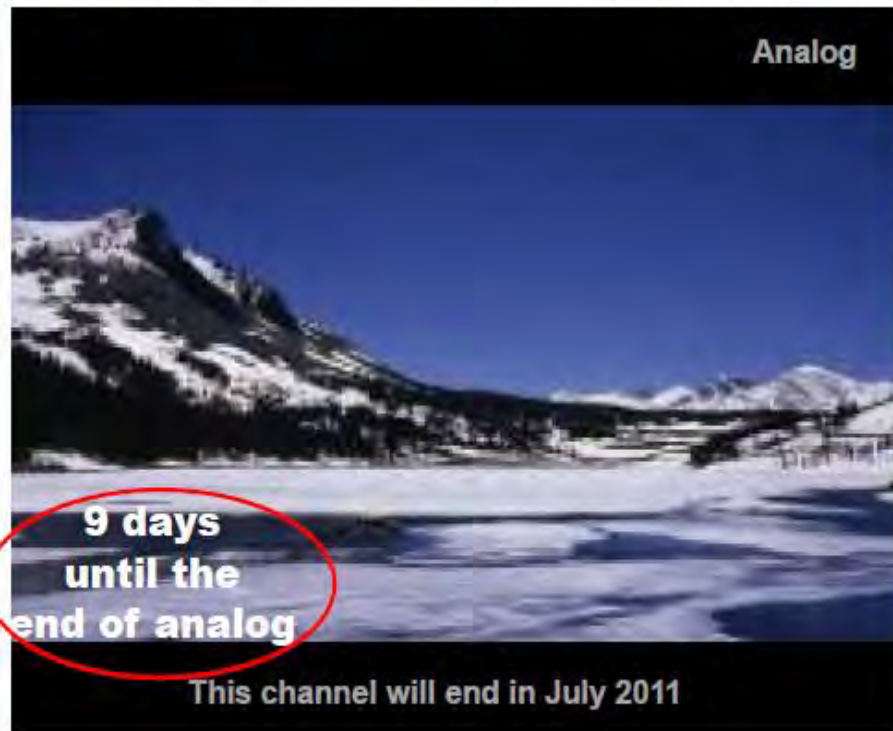 Analog
9 days
until the
end of analog
This channel will end in July 2011